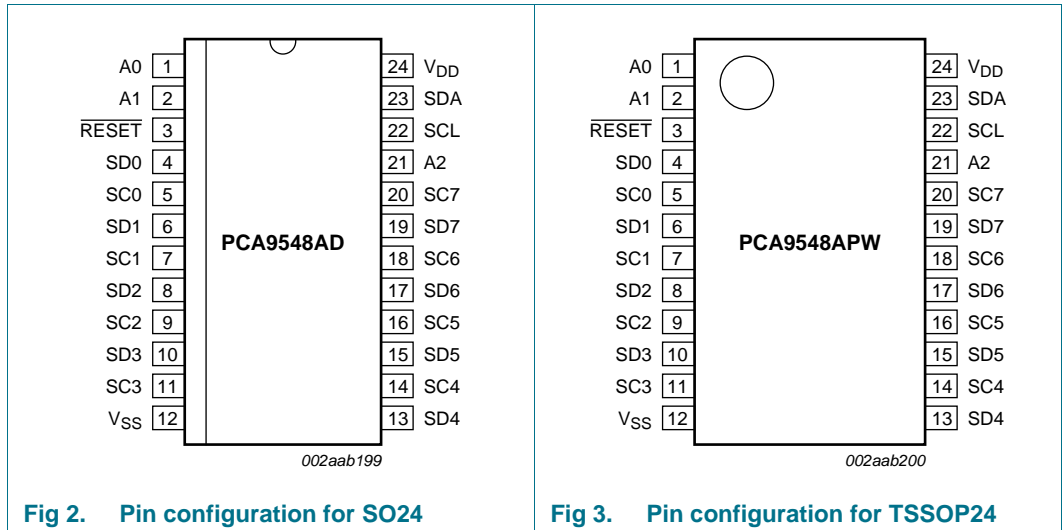 A0 1 24 VDD
A1 2 23 SDA
RESET 3 22 SCL
SD0 4 21 A2
SC0 5 20 SC7
SD1 6 19 SD7
SC1 7 18 SC6
SD2 8 17 SD6
SC2 9 16 SC5
SD3 10 15 SD5
SC3 11 14 SC4
VSS 12 13 SD4
PCA9548AD
002aab199
Fig 2. Pin configuration for SO24
A0 1 24 VDD
A1 2 23 SDA
RESET 3 22 SCL
SD0 4 21 A2
SC0 5 20 SC7
SD1 6 19 SD7
SC1 7 18 SC6
SD2 8 17 SD6
SC2 9 16 SC5
SD3 10 15 SD5
SC3 11 14 SC4
VSS 12 13 SD4
PCA9548APW
002aab200
Fig 3. Pin configuration for TSSOP24